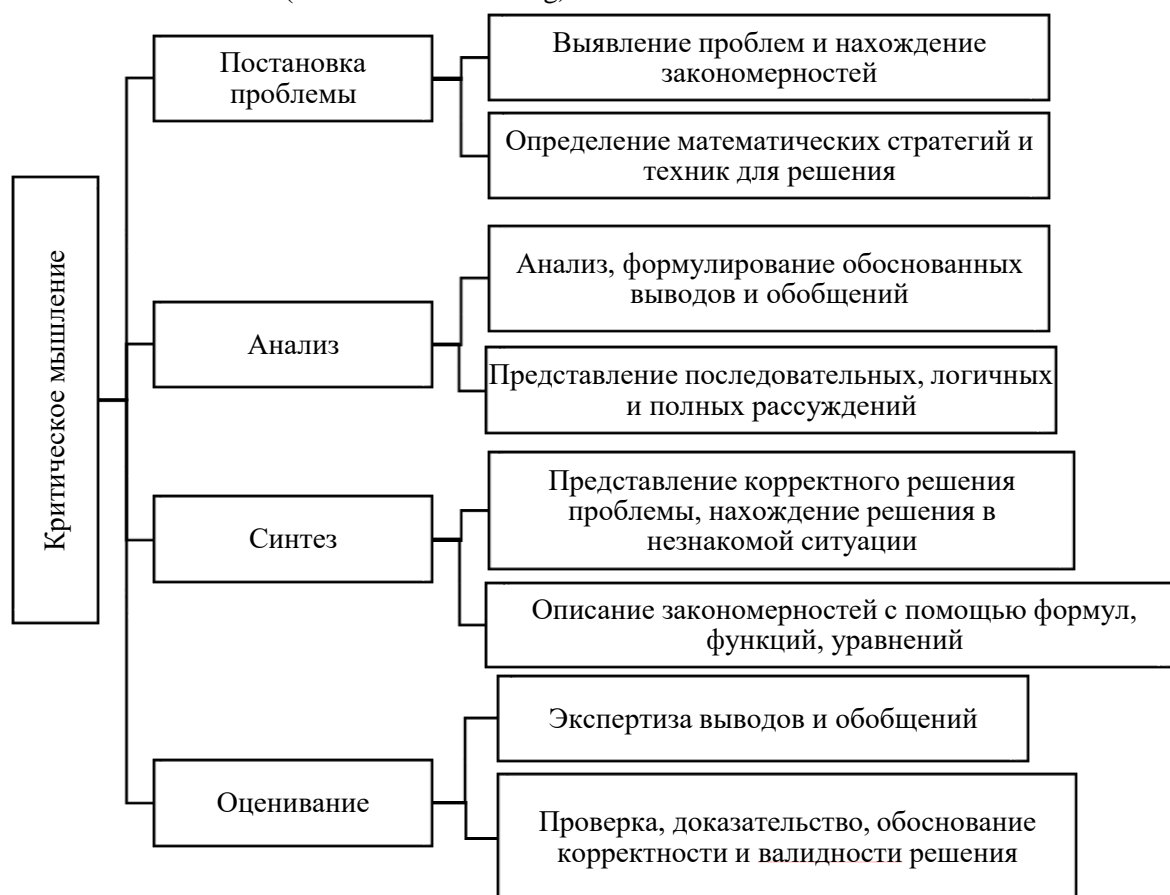 Критическое мышление
Постановка
проблемы
Выявление проблем и нахождение
закономерностей
Определение математических стратегий и
техник для решения
Анализ
Анализ, формулирование обоснованных
выводов и обобщений
Представление последовательных, логичных
и полных рассуждений
Синтез
Представление корректного решения
проблемы, нахождение решения в
незнакомой ситуации
Описание закономерностей с помощью формул,
функций, уравнений
Оценивание
Экспертиза выводов и обобщений
Проверка, доказательство, обоснование
корректности и валидности решения